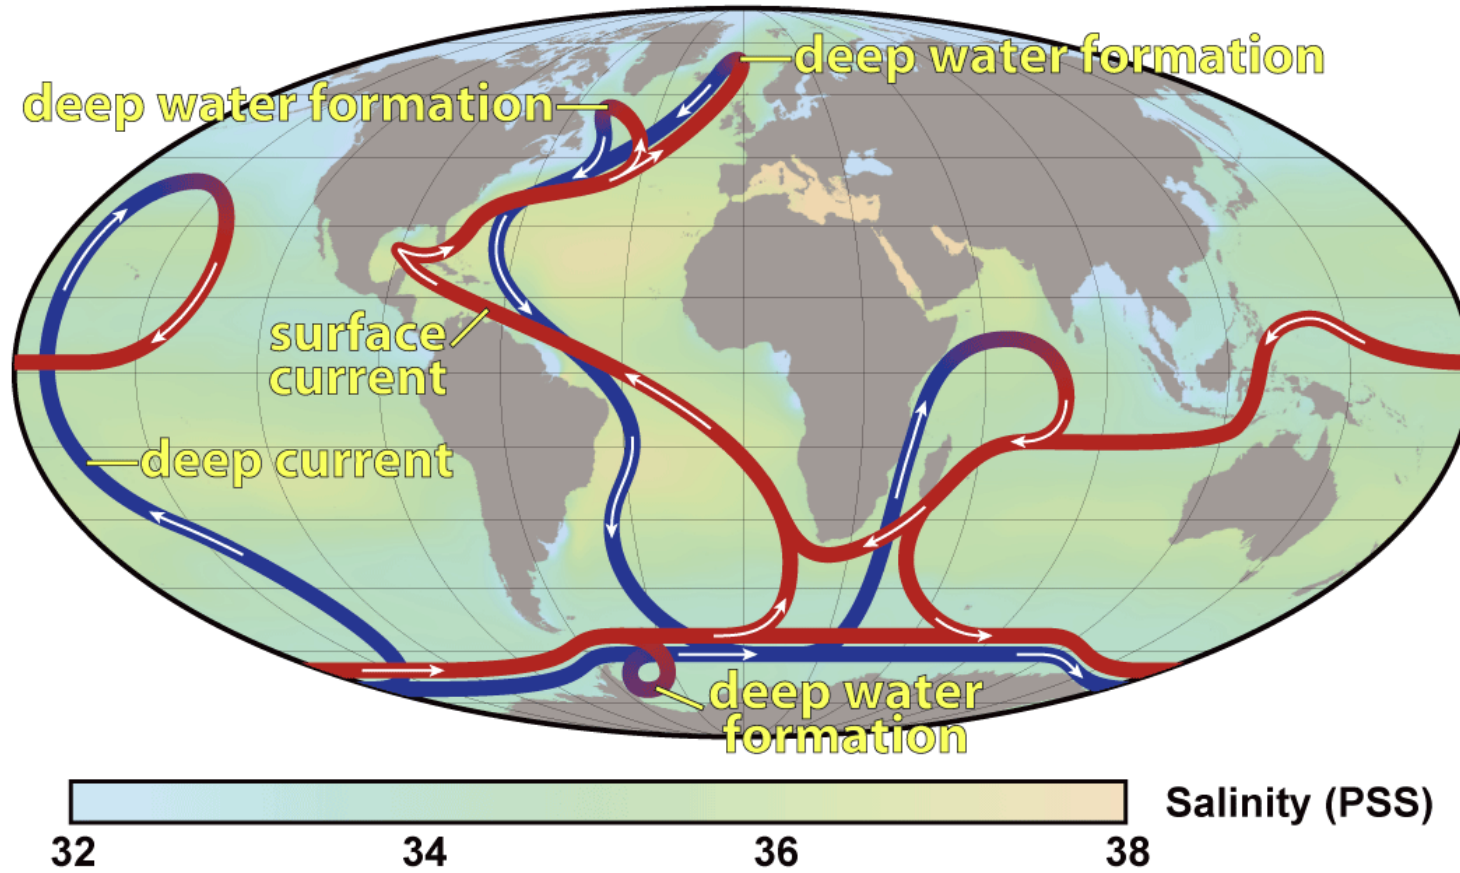 deep water formation
deep water formation
surface
current
deep current
deep water
formation
Salinity (PSS)
32 34 36 38